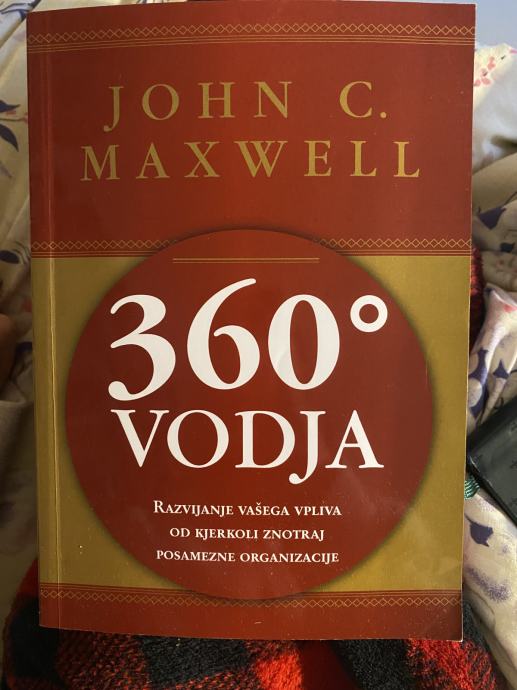 JOHN C.
MAXWELL
360°
VODJA
RAZVIJANJE VAŠEGA VPLIVA
OD KJERKOLI ZNOTRAJ
POSAMEZNE ORGANIZACIJE